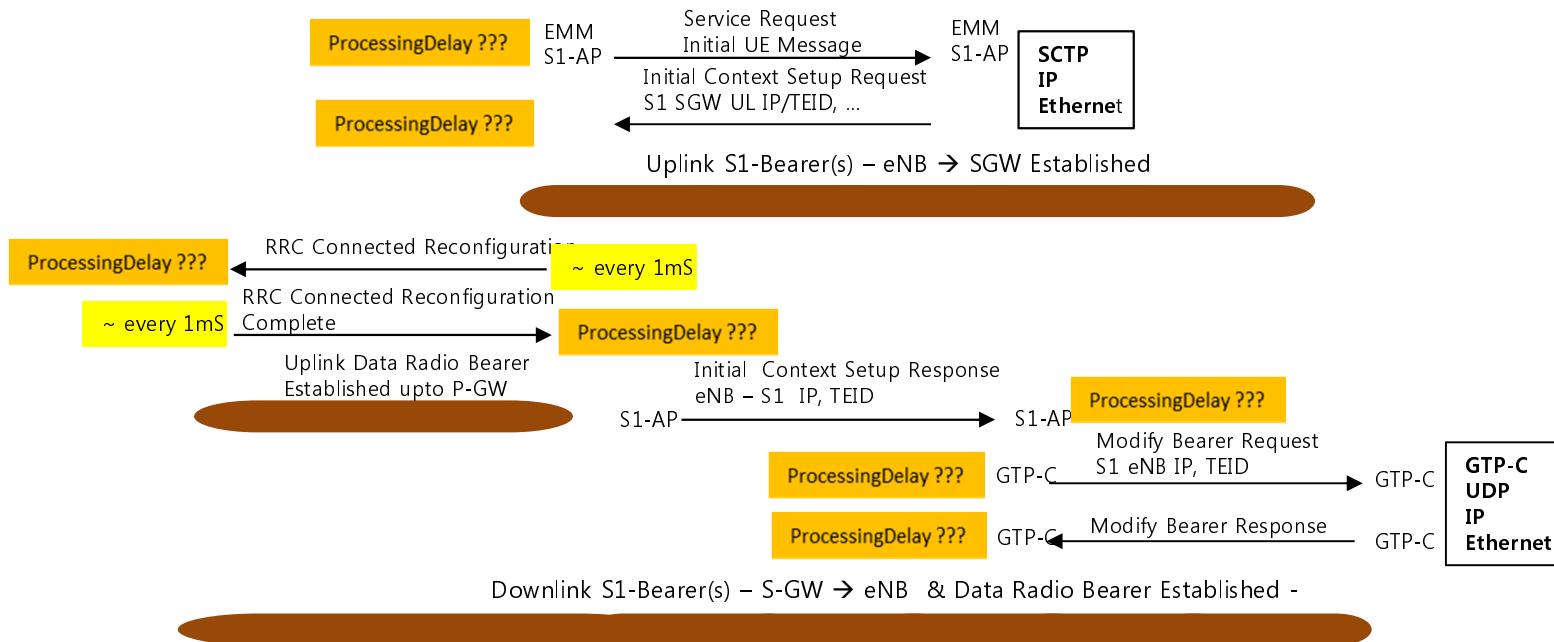 ProcessingDelay ???
EMM
S1-AP
Service Request
Initial UE Message
EMM
S1-AP
SCTP
IP
Ethernet
ProcessingDelay ???
Initial Context Setup Request
S1 SGW UL IP/TEID, ...
Uplink S1-Bearer(s) – eNB → SGW Established
ProcessingDelay ???
RRC Connected Reconfiguration
~ every 1mS
~ every 1mS
RRC Connected Reconfiguration
Complete
ProcessingDelay ???
Uplink Data Radio Bearer
Established upto P-GW
S1-AP
Initial Context Setup Response
eNB – S1 IP, TEID
S1-AP
ProcessingDelay ???
ProcessingDelay ???
GTP-C
Modify Bearer Request
S1 eNB IP, TEID
GTP-C
GTP-C
UDP
IP
Ethernet
ProcessingDelay ???
GTP-C
Modify Bearer Response
GTP-C
Downlink S1-Bearer(s) – S-GW → eNB & Data Radio Bearer Established -